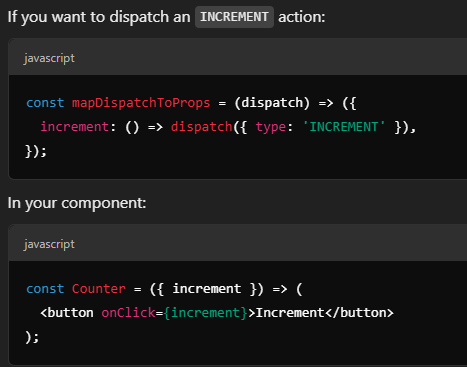 If you want to dispatch an INCREMENT action:
javascript
const mapDispatchToProps = (dispatch) => ({
  increment: () => dispatch({ type: 'INCREMENT' }),
});
In your component:
javascript
const Counter = ({ increment }) => (
  <button onClick={increment}>Increment</button>
);